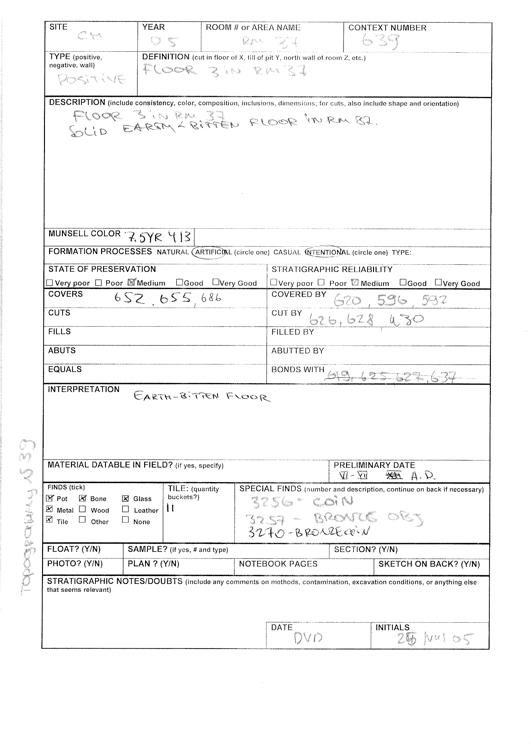 SITE CM
YEAR 05
ROOM # or AREA NAME RM 37
CONTEXT NUMBER 639
TYPE (positive, negative, wall) POSITIVE
DEFINITION (cut in floor of X, fill of pit Y, north wall of room Z, etc.)
FLOOR 3 IN RM 37
DESCRIPTION (include consistency, color, composition, inclusions, dimensions; for cuts, also include shape and orientation)
FLOOR 3 IN RM 37
SOLID EARTH-BITTEN FLOOR IN RM 37.
MUNSELL COLOR 7.5YR 4/3
FORMATION PROCESSES NATURAL ARTIFICIAL (circle one) CASUAL INTENTIONAL (circle one) TYPE:
STATE OF PRESERVATION
☐Very poor ☐ Poor ☒Medium ☐Good ☐Very Good
STRATIGRAPHIC RELIABILITY
☐Very poor ☐ Poor ☒ Medium ☐Good ☐Very Good
COVERS 652, 655, 686
COVERED BY 620, 596, 592
CUTS
CUT BY 626, 628 430
FILLS
FILLED BY
ABUTS
ABUTTED BY
EQUALS
BONDS WITH 619, 625 627, 637
INTERPRETATION
EARTH-BITTEN FLOOR
MATERIAL DATABLE IN FIELD? (if yes, specify)
PRELIMINARY DATE
VI - VII A.D.
FINDS (tick)
☒ Pot ☒ Bone ☒ Glass
☒ Metal ☐ Wood ☐ Leather
☒ Tile ☐ Other ☐ None
TILE: (quantity buckets?)
II
SPECIAL FINDS (number and description, continue on back if necessary)
3256 - COIN
3257 - BRONZE OBJ
3270 - BRONZE COIN
FLOAT? (Y/N)
SAMPLE? (if yes, # and type)
SECTION? (Y/N)
PHOTO? (Y/N)
PLAN ? (Y/N)
NOTEBOOK PAGES
SKETCH ON BACK? (Y/N)
STRATIGRAPHIC NOTES/DOUBTS (include any comments on methods, contamination, excavation conditions, or anything else that seems relevant)
DATE
DVD
INITIALS
05